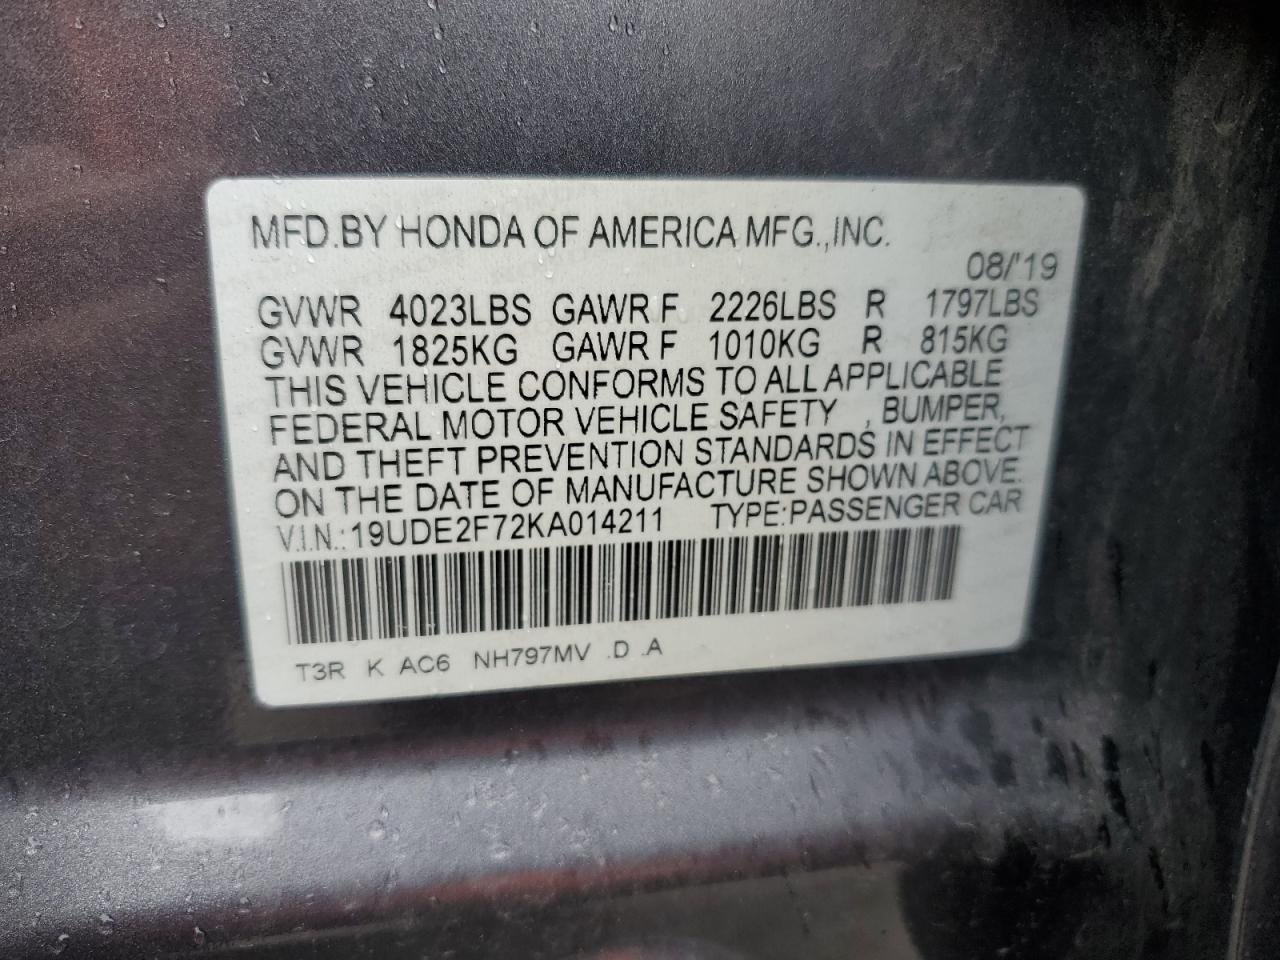 MFD.BY HONDA OF AMERICA MFG.,INC.
08/'19
GVWR 4023LBS GAWR F 2226LBS R 1797LBS
GVWR 1825KG GAWR F 1010KG R 815KG
THIS VEHICLE CONFORMS TO ALL APPLICABLE
FEDERAL MOTOR VEHICLE SAFETY , BUMPER,
AND THEFT PREVENTION STANDARDS IN EFFECT
ON THE DATE OF MANUFACTURE SHOWN ABOVE.
V.I.N.: 19UDE2F72KA014211 TYPE:PASSENGER CAR
T3R K AC6 NH797MV .D .A